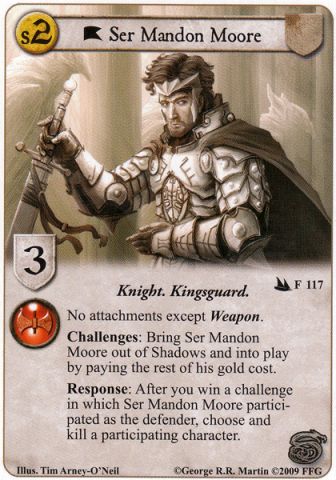 s2
Ser Mandon Moore
3
Knight. Kingsguard.
F 117
No attachments except Weapon.
Challenges: Bring Ser Mandon
Moore out of Shadows and into play
by paying the rest of his gold cost.
Response: After you win a challenge
in which Ser Mandon Moore partici-
pated as the defender, choose and
kill a participating character.
Illus. Tim Arney-O'Neil
©George R.R. Martin ©2009 FFG